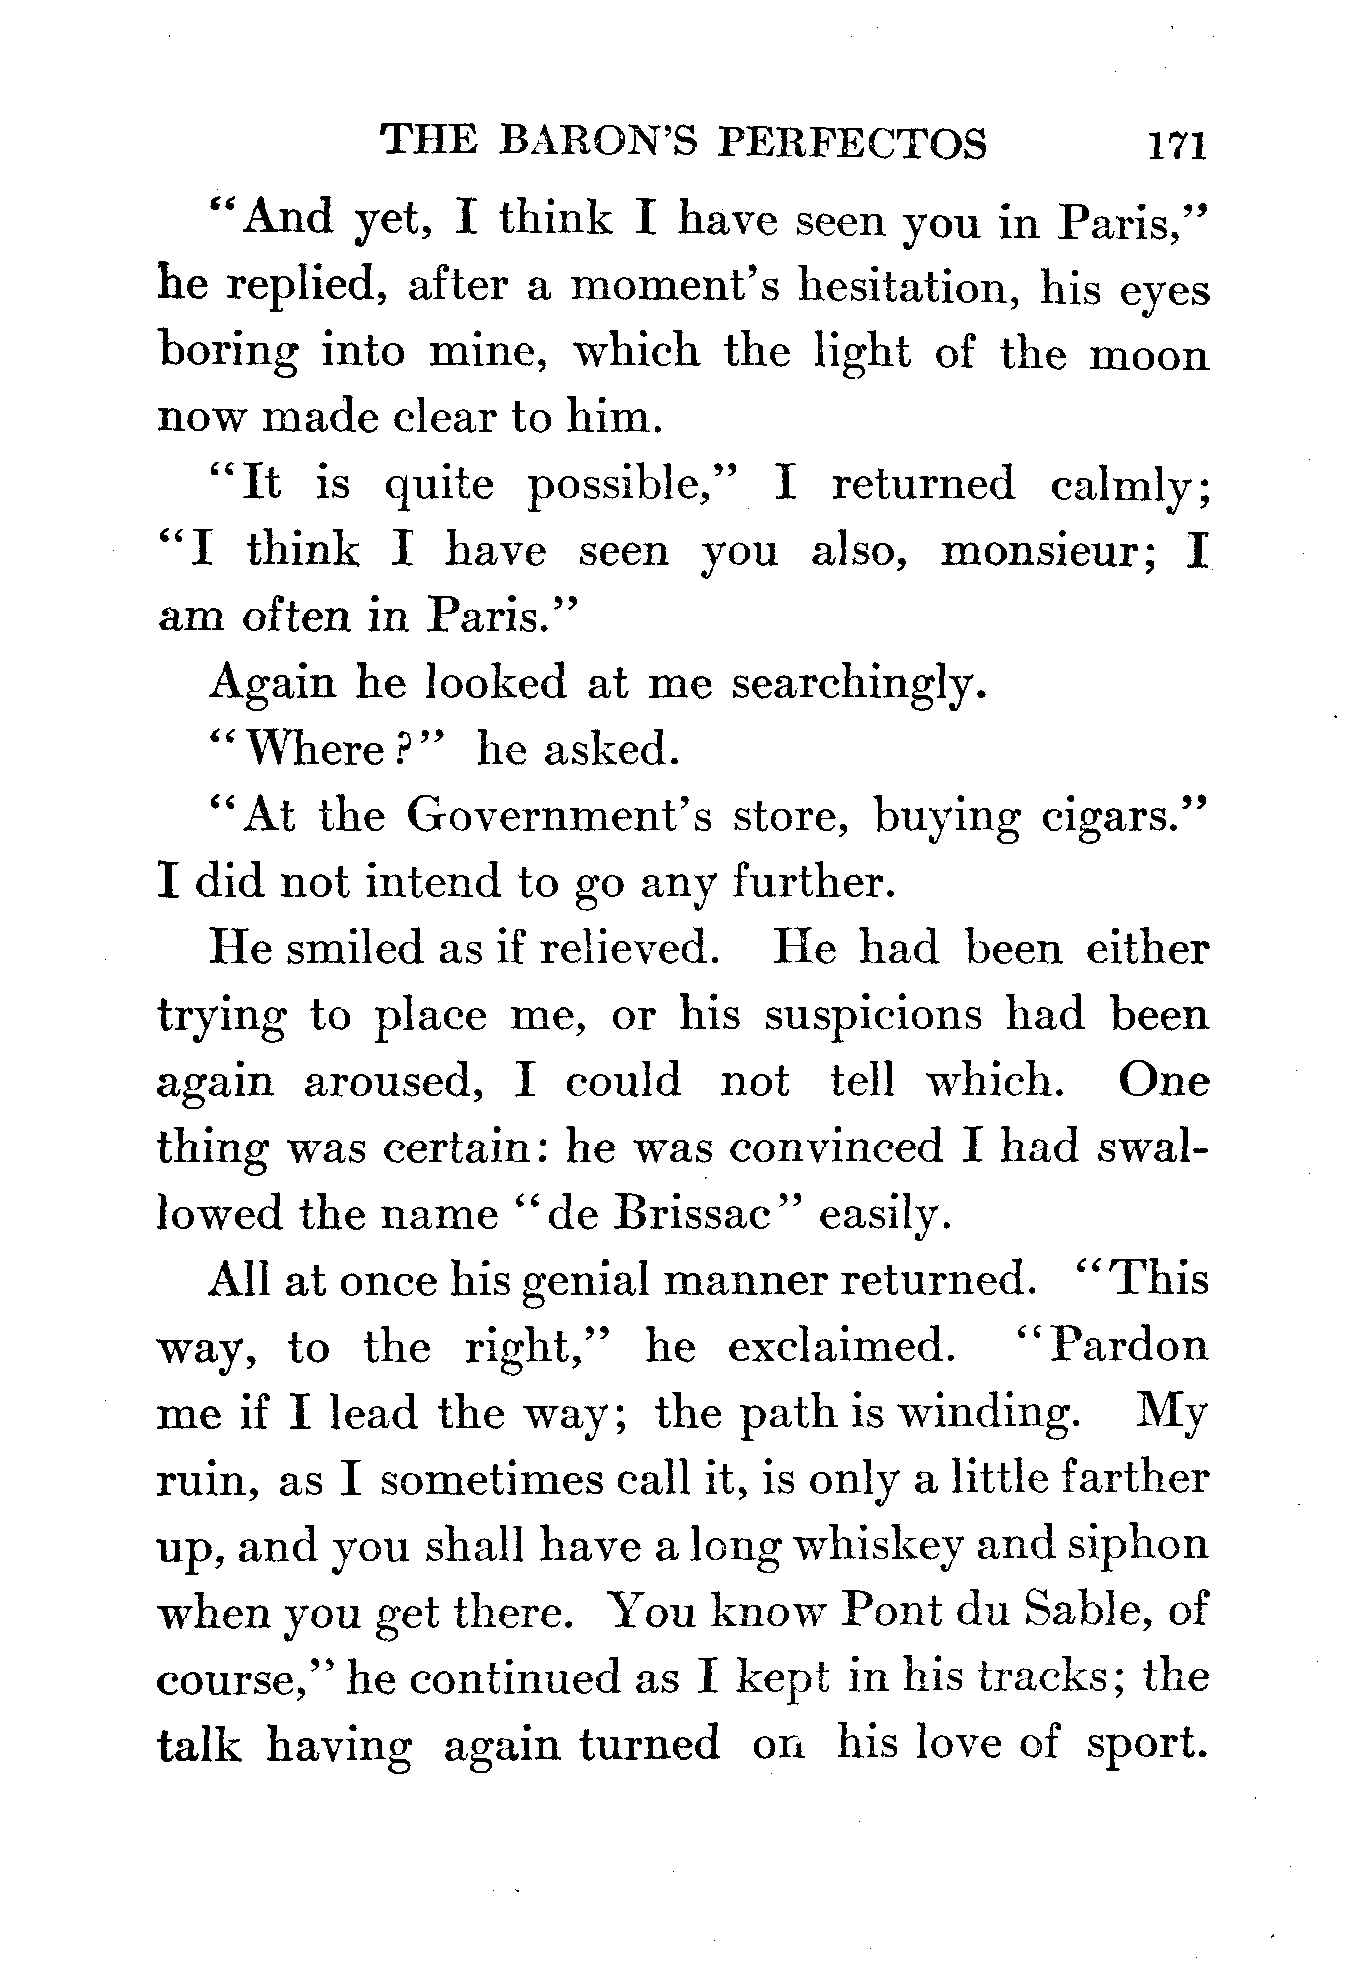 THE BARON'S PERFECTOS 171
"And yet, I think I have seen you in Paris,"
he replied, after a moment's hesitation, his eyes
boring into mine, which the light of the moon
now made clear to him.
"It is quite possible," I returned calmly;
"I think I have seen you also, monsieur; I
am often in Paris."
Again he looked at me searchingly.
"Where?" he asked.
"At the Government's store, buying cigars."
I did not intend to go any further.
He smiled as if relieved. He had been either
trying to place me, or his suspicions had been
again aroused, I could not tell which. One
thing was certain: he was convinced I had swal-
lowed the name "de Brissac" easily.
All at once his genial manner returned. "This
way, to the right," he exclaimed. "Pardon
me if I lead the way; the path is winding. My
ruin, as I sometimes call it, is only a little farther
up, and you shall have a long whiskey and siphon
when you get there. You know Pont du Sable, of
course," he continued as I kept in his tracks; the
talk having again turned on his love of sport.